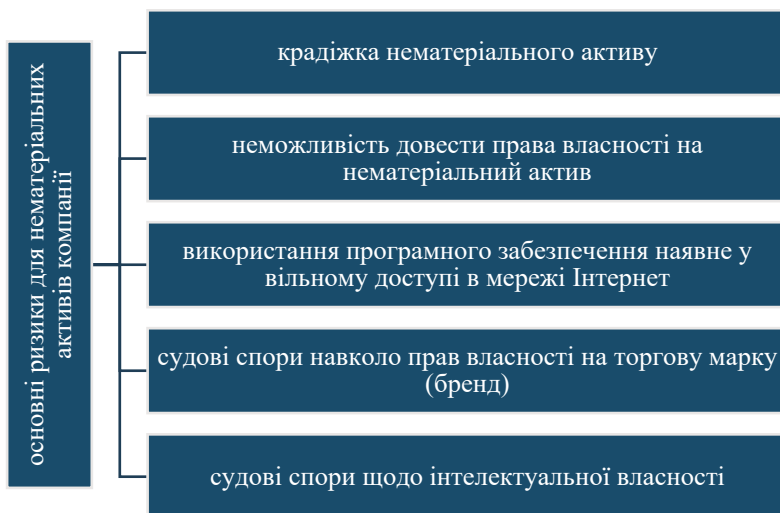 основні ризики для нематеріальних
активів компанії
крадіжка нематеріального активу
неможливість довести права власності на
нематеріальний актив
використання програмного забезпечення наявне у
вільному доступі в мережі Інтернет
судові спори навколо прав власності на торгову марку
(бренд)
судові спори щодо інтелектуальної власності